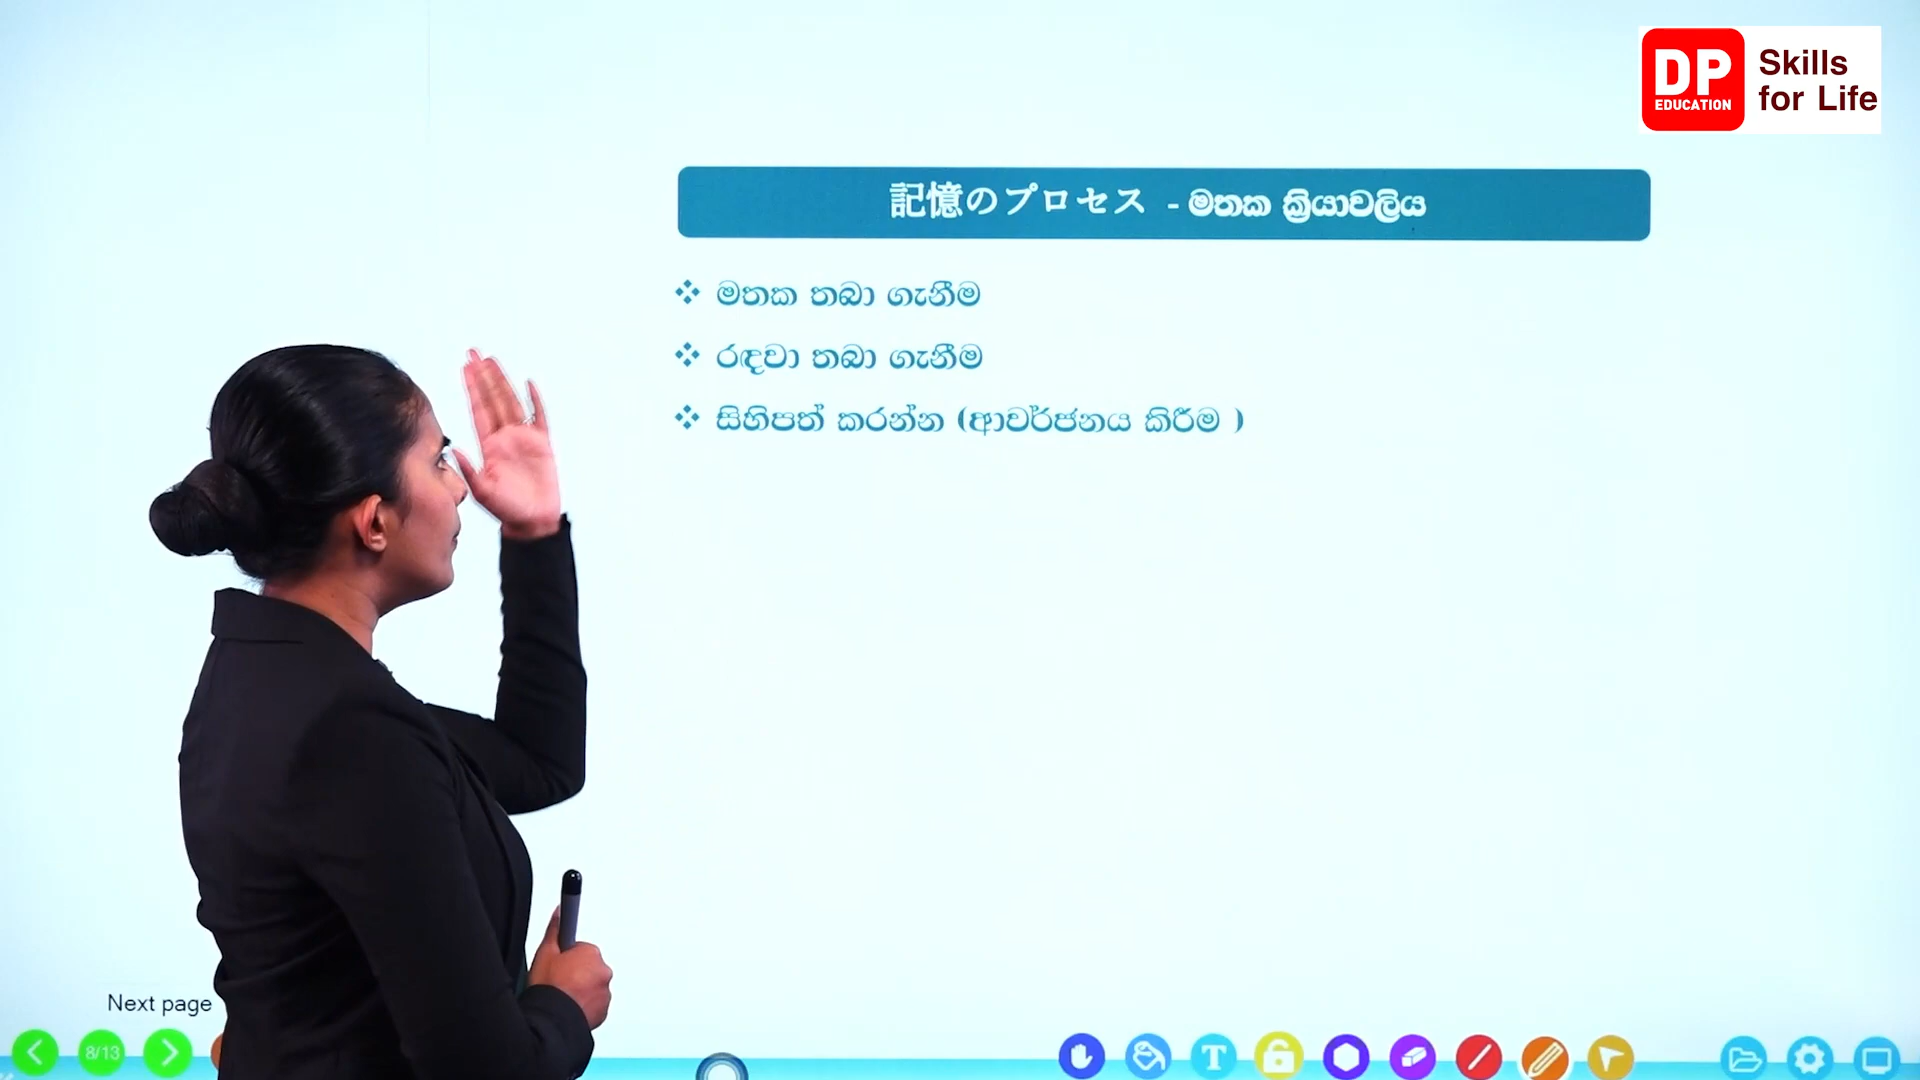 DP
EDUCATION
Skills
for Life
記憶のプロセス - මතක ක්‍රියාවලිය
❖ මතක තබා ගැනීම
❖ රඳවා තබා ගැනීම
❖ සිහිපත් කරන්න (ආවර්ජනය කිරීම )
Next page
8/13
T